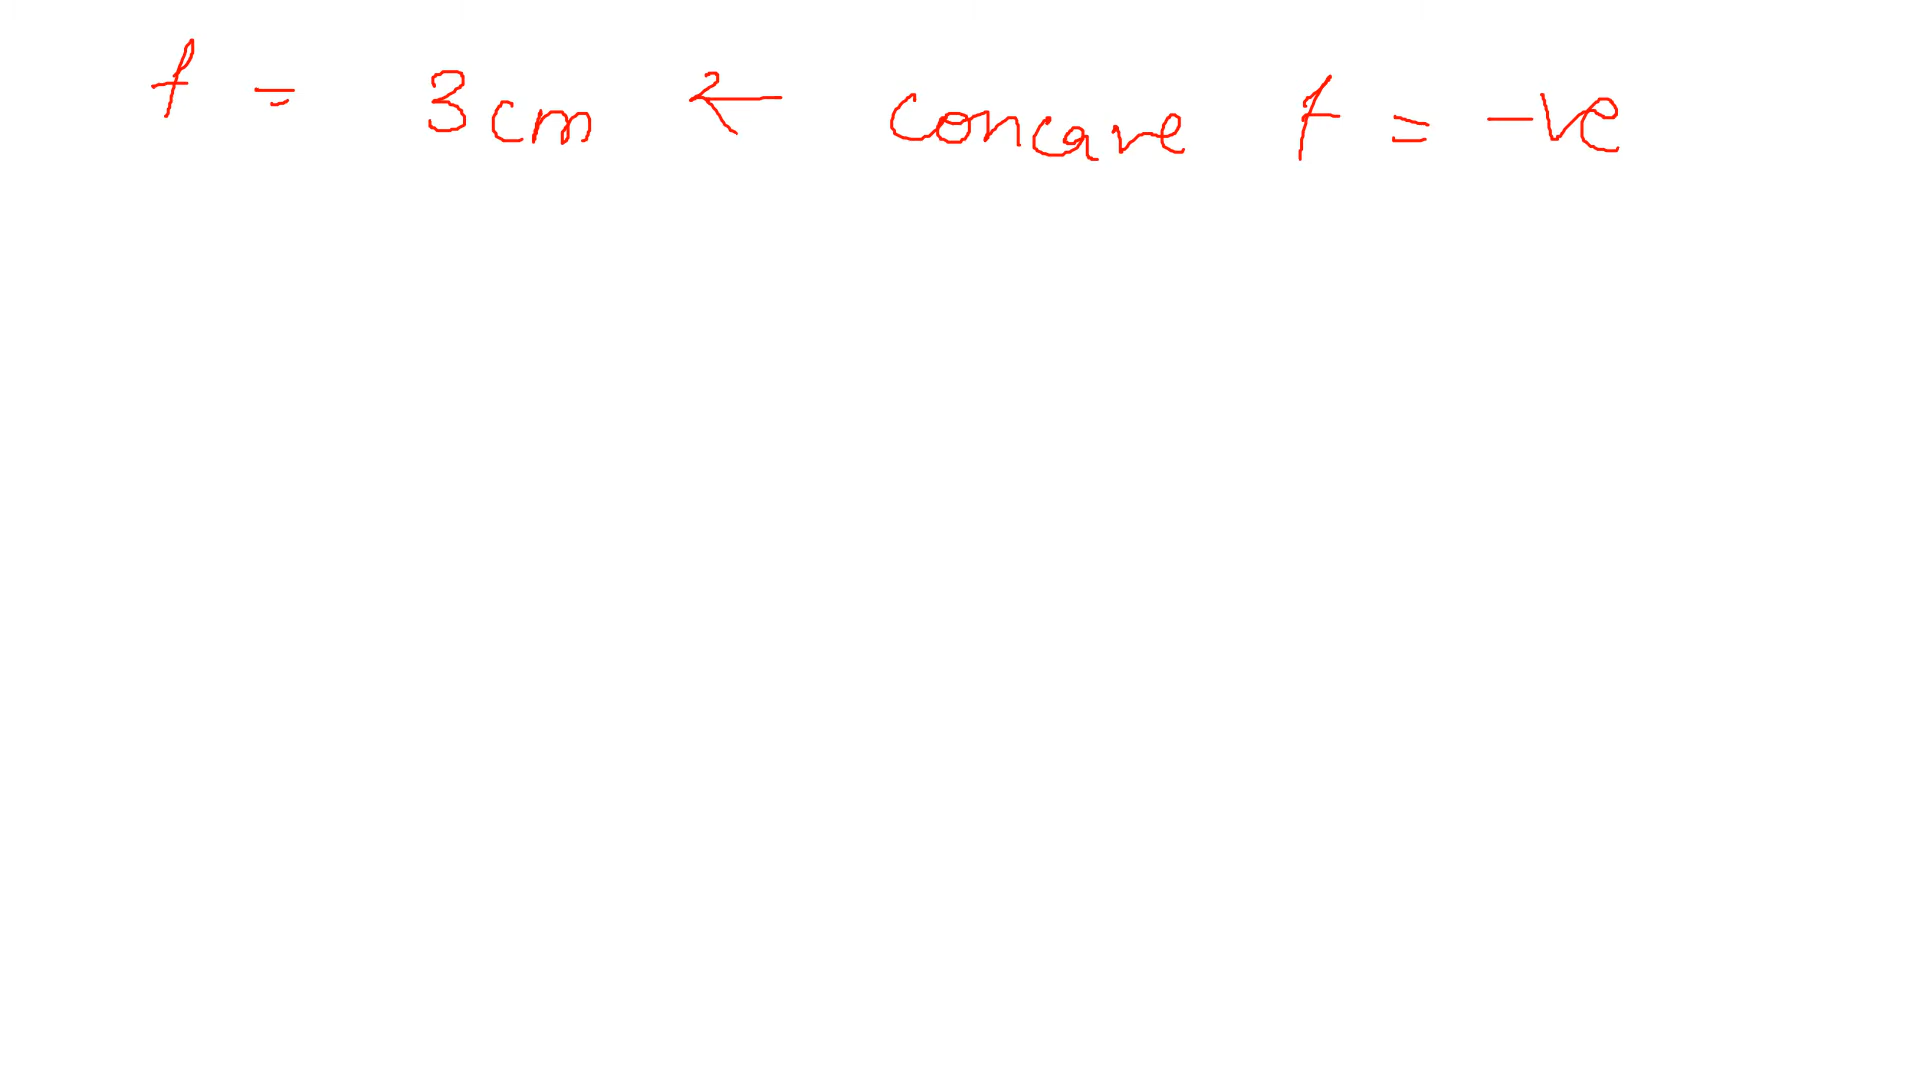 f = 3cm ← concave f = -ve